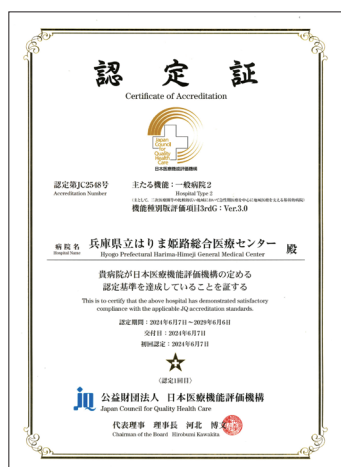 認定証
Certificate of Accreditation
Japan
Council
for
Quality
Health
Care
日本医療機能評価機構
認定第JC2548号
Accreditation Number
主たる機能：一般病院2
Hospital Type 2
機能種別版評価項目3rdG：Ver.3.0
病院名
Hospital Name
兵庫県立はりま姫路総合医療センター 殿
Hyogo Prefectural Harima-Himeji General Medical Center
貴病院が日本医療機能評価機構の定める
認定基準を達成していることを証する
This is to certify that the above hospital has demonstrated satisfactory
compliance with the applicable JQ accreditation standards.
認定期間：2024年6月7日～2029年6月6日
交付日：2024年6月7日
初回認定：2024年6月7日
〈認定1回目〉
jq 公益財団法人 日本医療機能評価機構
Japan Council for Quality Health Care
代表理事 理事長 河北 博文
Chairman of the Board Hirobumi Kawakita